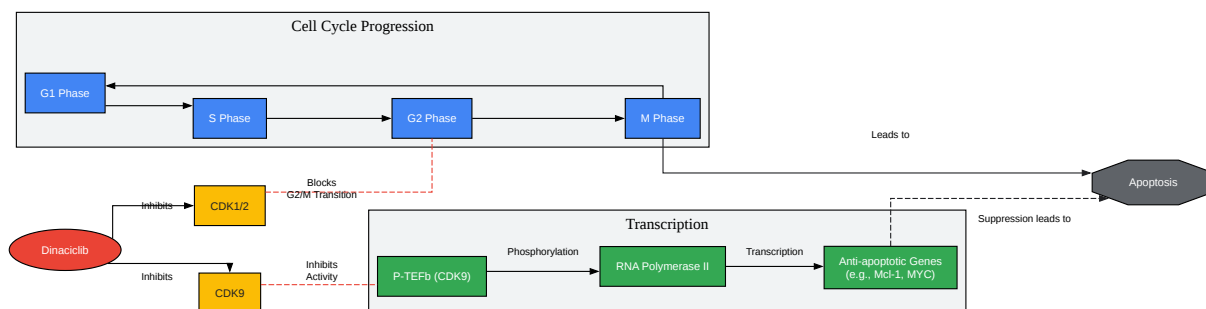 Cell Cycle Progression
G1 Phase
S Phase
G2 Phase
M Phase
Leads to
Apoptosis
Blocks
G2/M Transition
Inhibits
CDK1/2
Dinaciclib
Inhibits
CDK9
Inhibits
Activity
Transcription
Suppression leads to
P-TEFb (CDK9)
Phosphorylation
RNA Polymerase II
Transcription
Anti-apoptotic Genes
(e.g., Mcl-1, MYC)